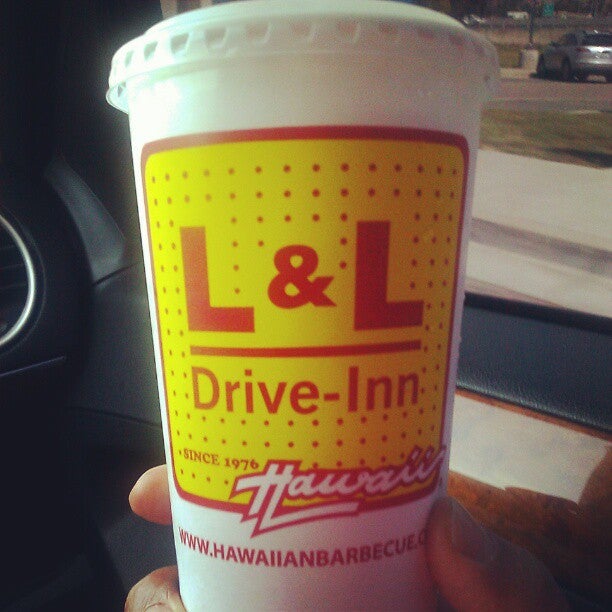 L & L
Drive-Inn
SINCE 1976
Hawaii
WWW.HAWAIIANBARBECUE.C